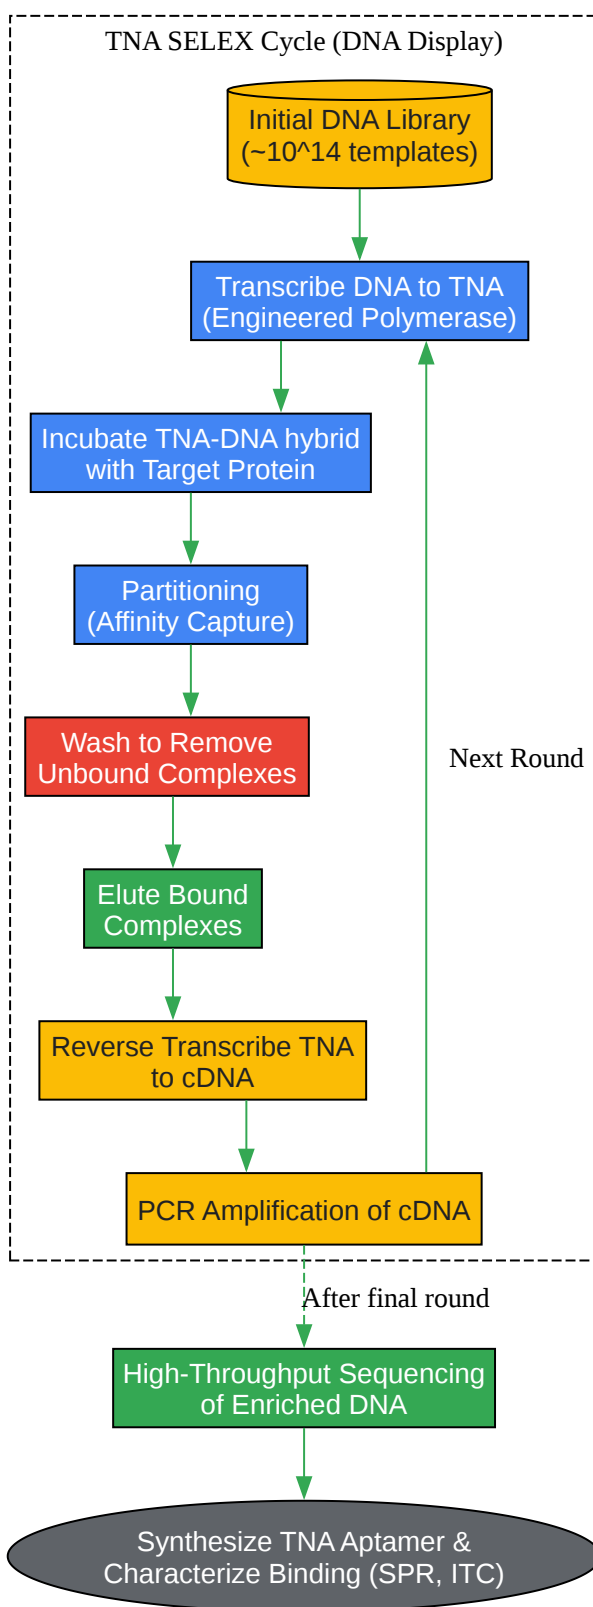 TNA SELEX Cycle (DNA Display)
Initial DNA Library
(~10^14 templates)
Transcribe DNA to TNA
(Engineered Polymerase)
Incubate TNA-DNA hybrid
with Target Protein
Partitioning
(Affinity Capture)
Wash to Remove
Unbound Complexes
Next Round
Elute Bound
Complexes
Reverse Transcribe TNA
to cDNA
PCR Amplification of cDNA
After final round
High-Throughput Sequencing
of Enriched DNA
Synthesize TNA Aptamer &
Characterize Binding (SPR, ITC)